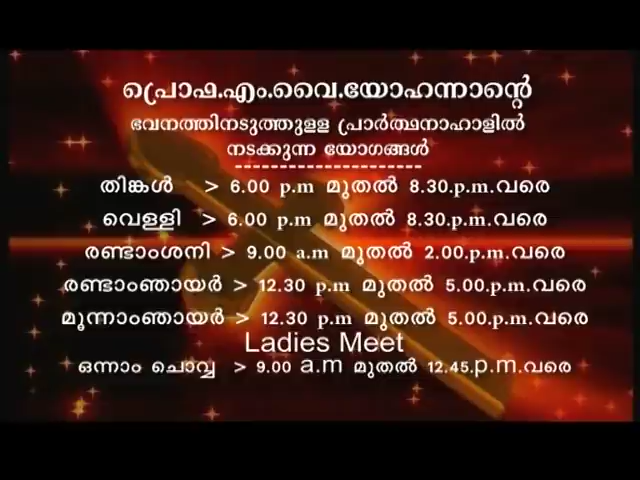 പ്രൊഫ.എം.വൈ.യോഹന്നാന്റെ
ഭവനത്തിനടുത്തുളള പ്രാർത്ഥനാഹാളിൽ
നടക്കുന്ന യോഗങ്ങൾ
--------------------
തിങ്കൾ > 6.00 p.m മുതൽ 8.30.p.m.വരെ
വെള്ളി > 6.00 p.m മുതൽ 8.30.p.m.വരെ
രണ്ടാംശനി > 9.00 a.m മുതൽ 2.00.p.m.വരെ
രണ്ടാംഞായർ > 12.30 p.m മുതൽ 5.00.p.m.വരെ
മൂന്നാംഞായർ > 12.30 p.m മുതൽ 5.00.p.m.വരെ
Ladies Meet
ഒന്നാം ചൊവ്വ > 9.00 a.m മുതൽ 12.45.p.m.വരെ